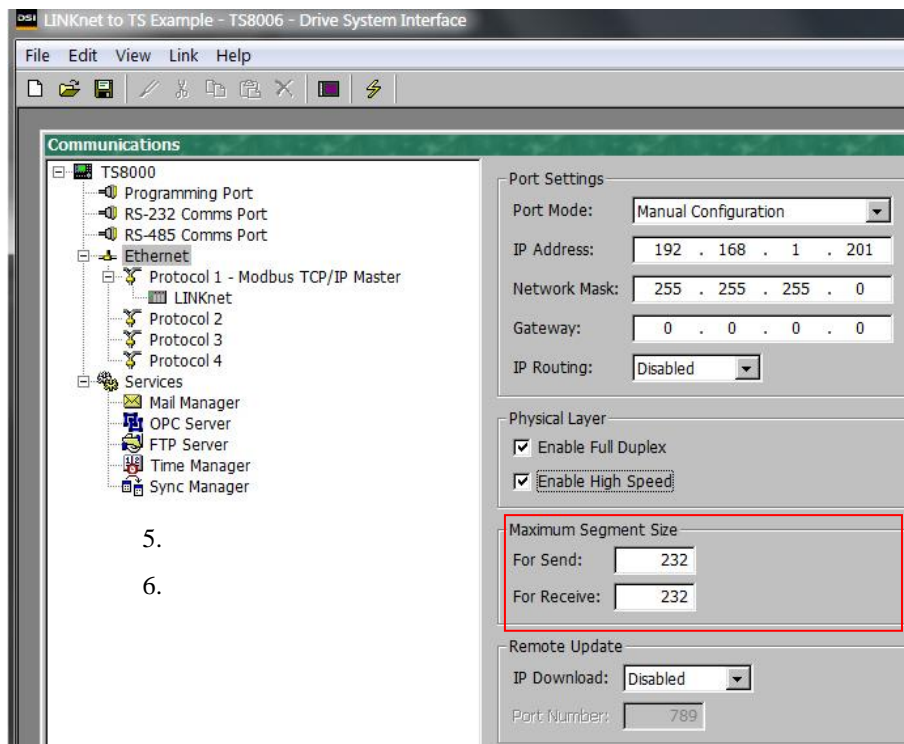 DSI LINKnet to TS Example - TS8006 - Drive System Interface
File Edit View Link Help
Communications
TS8000
Programming Port
RS-232 Comms Port
RS-485 Comms Port
Ethernet
Protocol 1 - Modbus TCP/IP Master
LINKnet
Protocol 2
Protocol 3
Protocol 4
Services
Mail Manager
OPC Server
FTP Server
Time Manager
Sync Manager
5.
6.
Port Settings
Port Mode: Manual Configuration
IP Address: 192 . 168 . 1 . 201
Network Mask: 255 . 255 . 255 . 0
Gateway: 0 . 0 . 0 . 0
IP Routing: Disabled
Physical Layer
Enable Full Duplex
Enable High Speed
Maximum Segment Size
For Send: 232
For Receive: 232
Remote Update
IP Download: Disabled
Port Number: 789